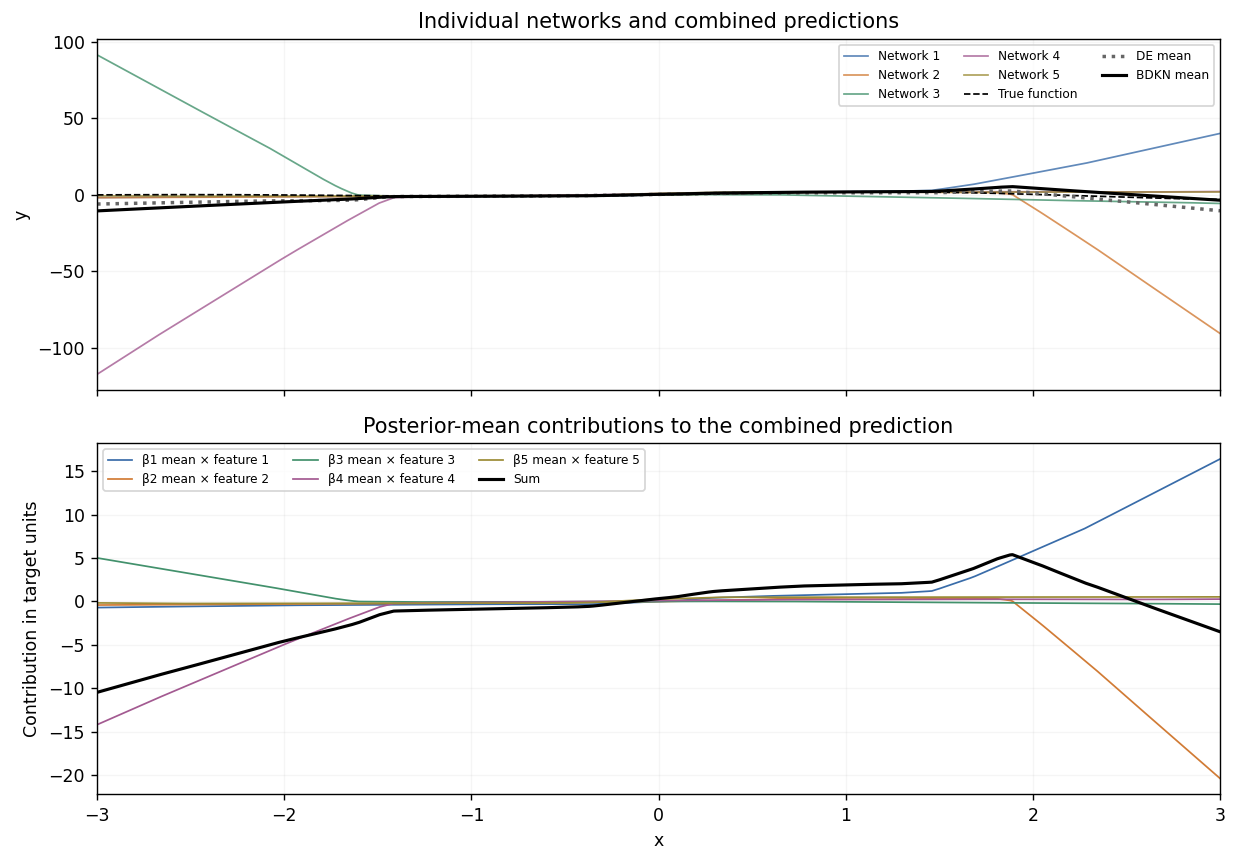 Individual networks and combined predictions
100
50
0
−50
−100
y
Network 1
Network 2
Network 3
Network 4
Network 5
True function
DE mean
BDKN mean
Posterior-mean contributions to the combined prediction
15
10
5
0
−5
−10
−15
−20
Contribution in target units
β1 mean × feature 1
β2 mean × feature 2
β3 mean × feature 3
β4 mean × feature 4
β5 mean × feature 5
Sum
−3
−2
−1
0
1
2
3
x